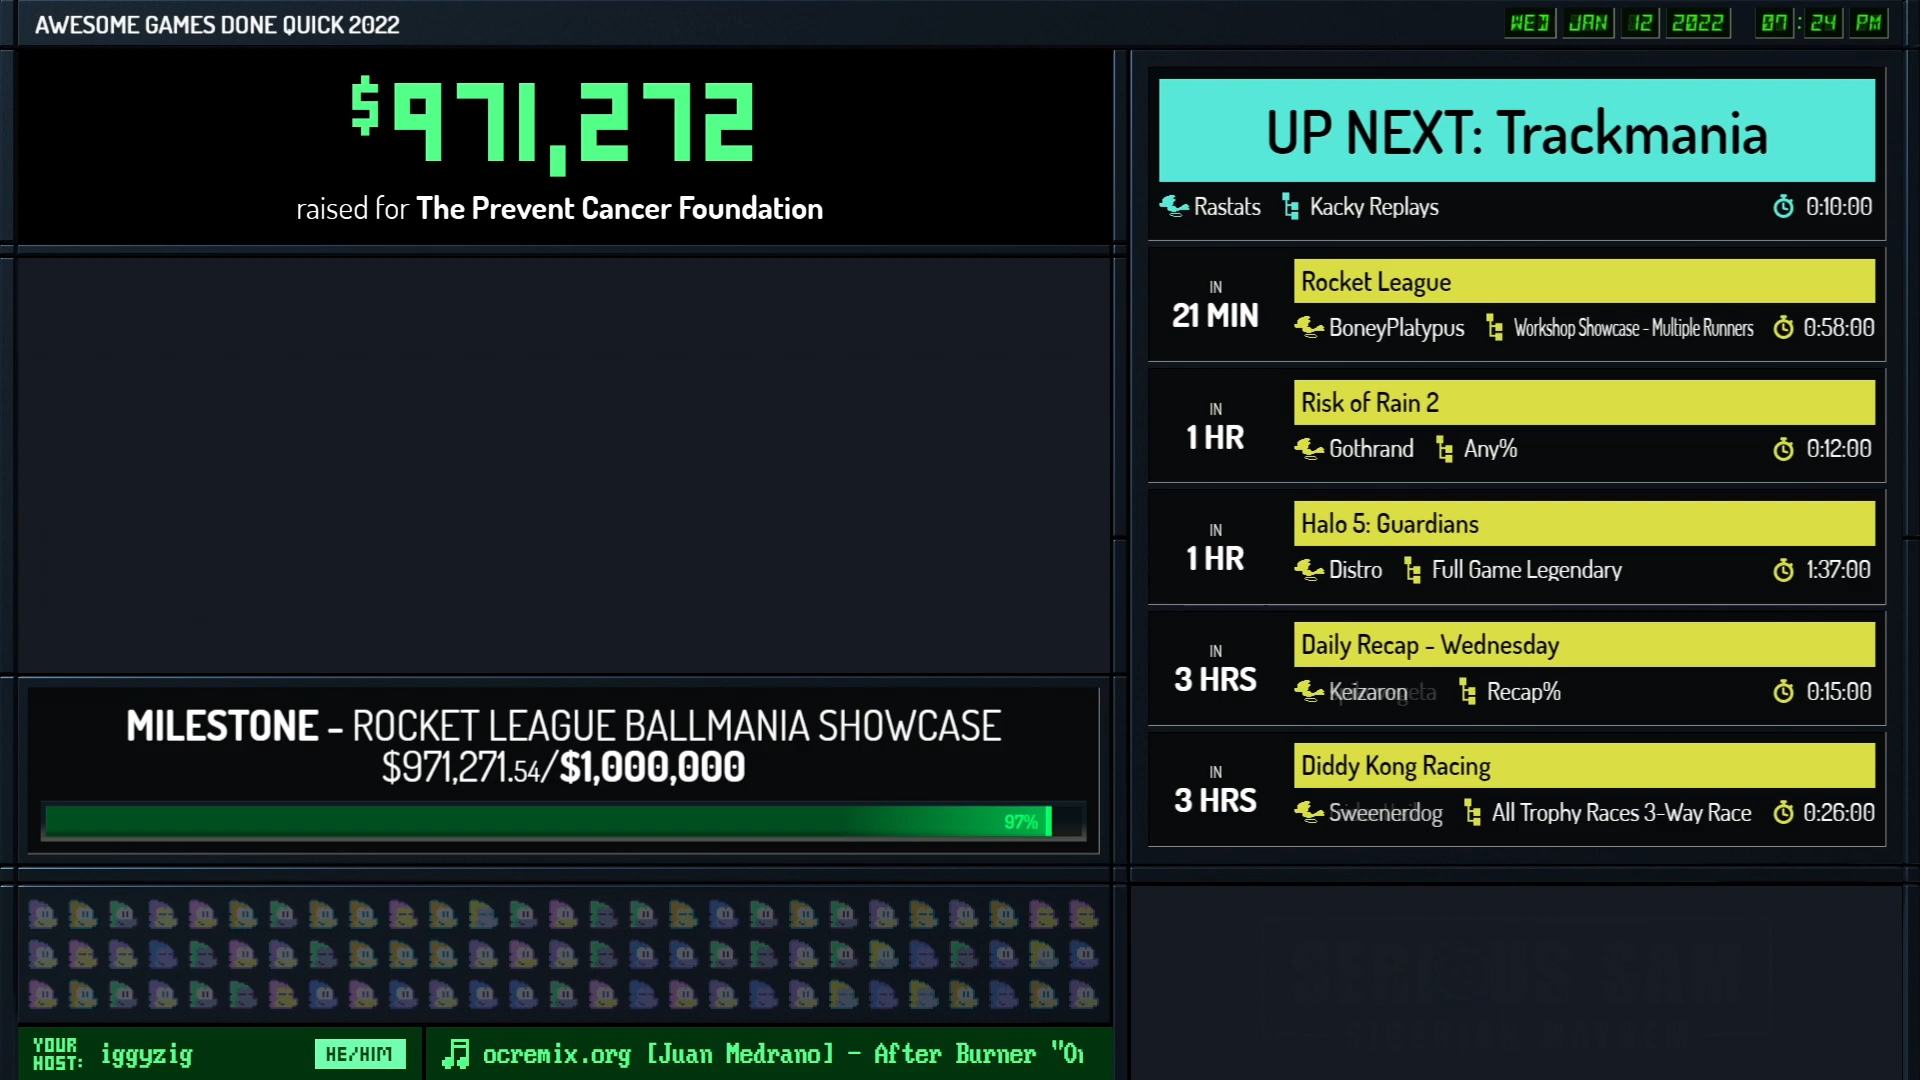 AWESOME GAMES DONE QUICK 2022
WED JAN 12 2022 07:24 PM
$971,272
raised for The Prevent Cancer Foundation
MILESTONE - ROCKET LEAGUE BALLMANIA SHOWCASE
$971,271.54/$1,000,000
97%
UP NEXT: Trackmania
Rastats Kacky Replays 0:10:00
IN 21 MIN
Rocket League
BoneyPlatypus Workshop Showcase - Multiple Runners 0:58:00
IN 1 HR
Risk of Rain 2
Gothrand Any% 0:12:00
IN 1 HR
Halo 5: Guardians
Distro Full Game Legendary 1:37:00
IN 3 HRS
Daily Recap - Wednesday
Keizaron Recap% 0:15:00
IN 3 HRS
Diddy Kong Racing
Sweenerdog All Trophy Races 3-Way Race 0:26:00
YOUR HOST: iggyzig HE/HIM
ocremix.org [Juan Medrano] - After Burner